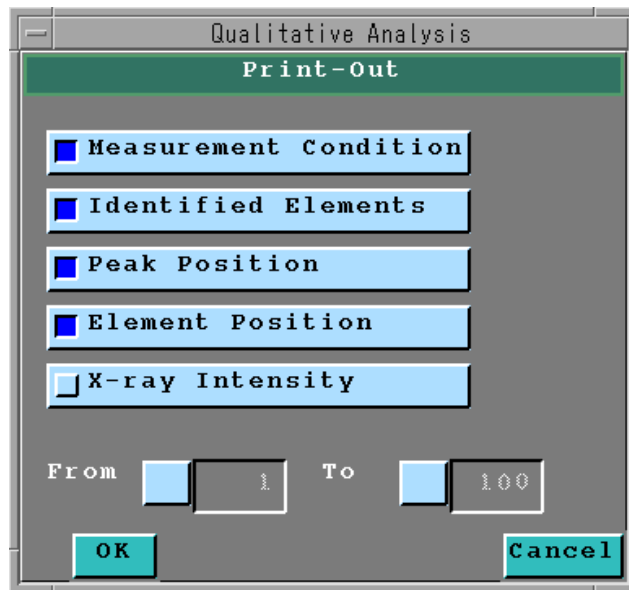 Qualitative Analysis
Print-Out
Measurement Condition
Identified Elements
Peak Position
Element Position
X-ray Intensity
From 1 To 100
OK Cancel